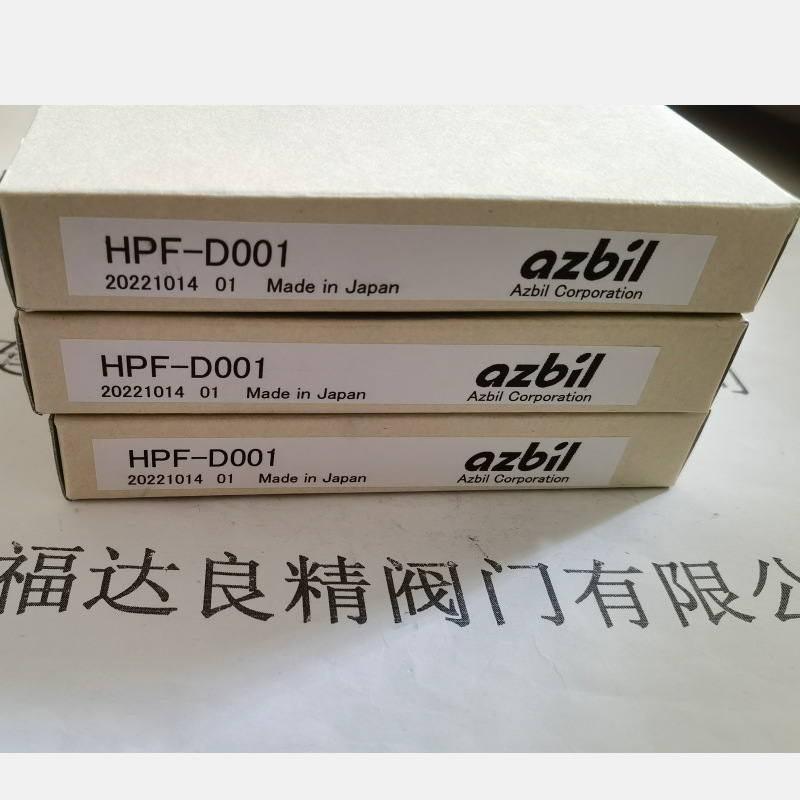 HPF-D001
azbil
20221014 01 Made in Japan
Azbil Corporation
HPF-D001
azbil
20221014 01 Made in Japan
Azbil Corporation
HPF-D001
azbil
20221014 01 Made in Japan
Azbil Corporation
福达良精阀门有限公